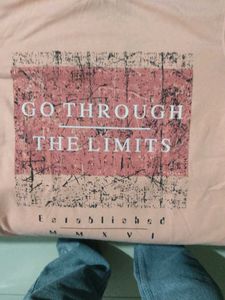 GO THROUGH
THE LIMITS
Established
MMXVI